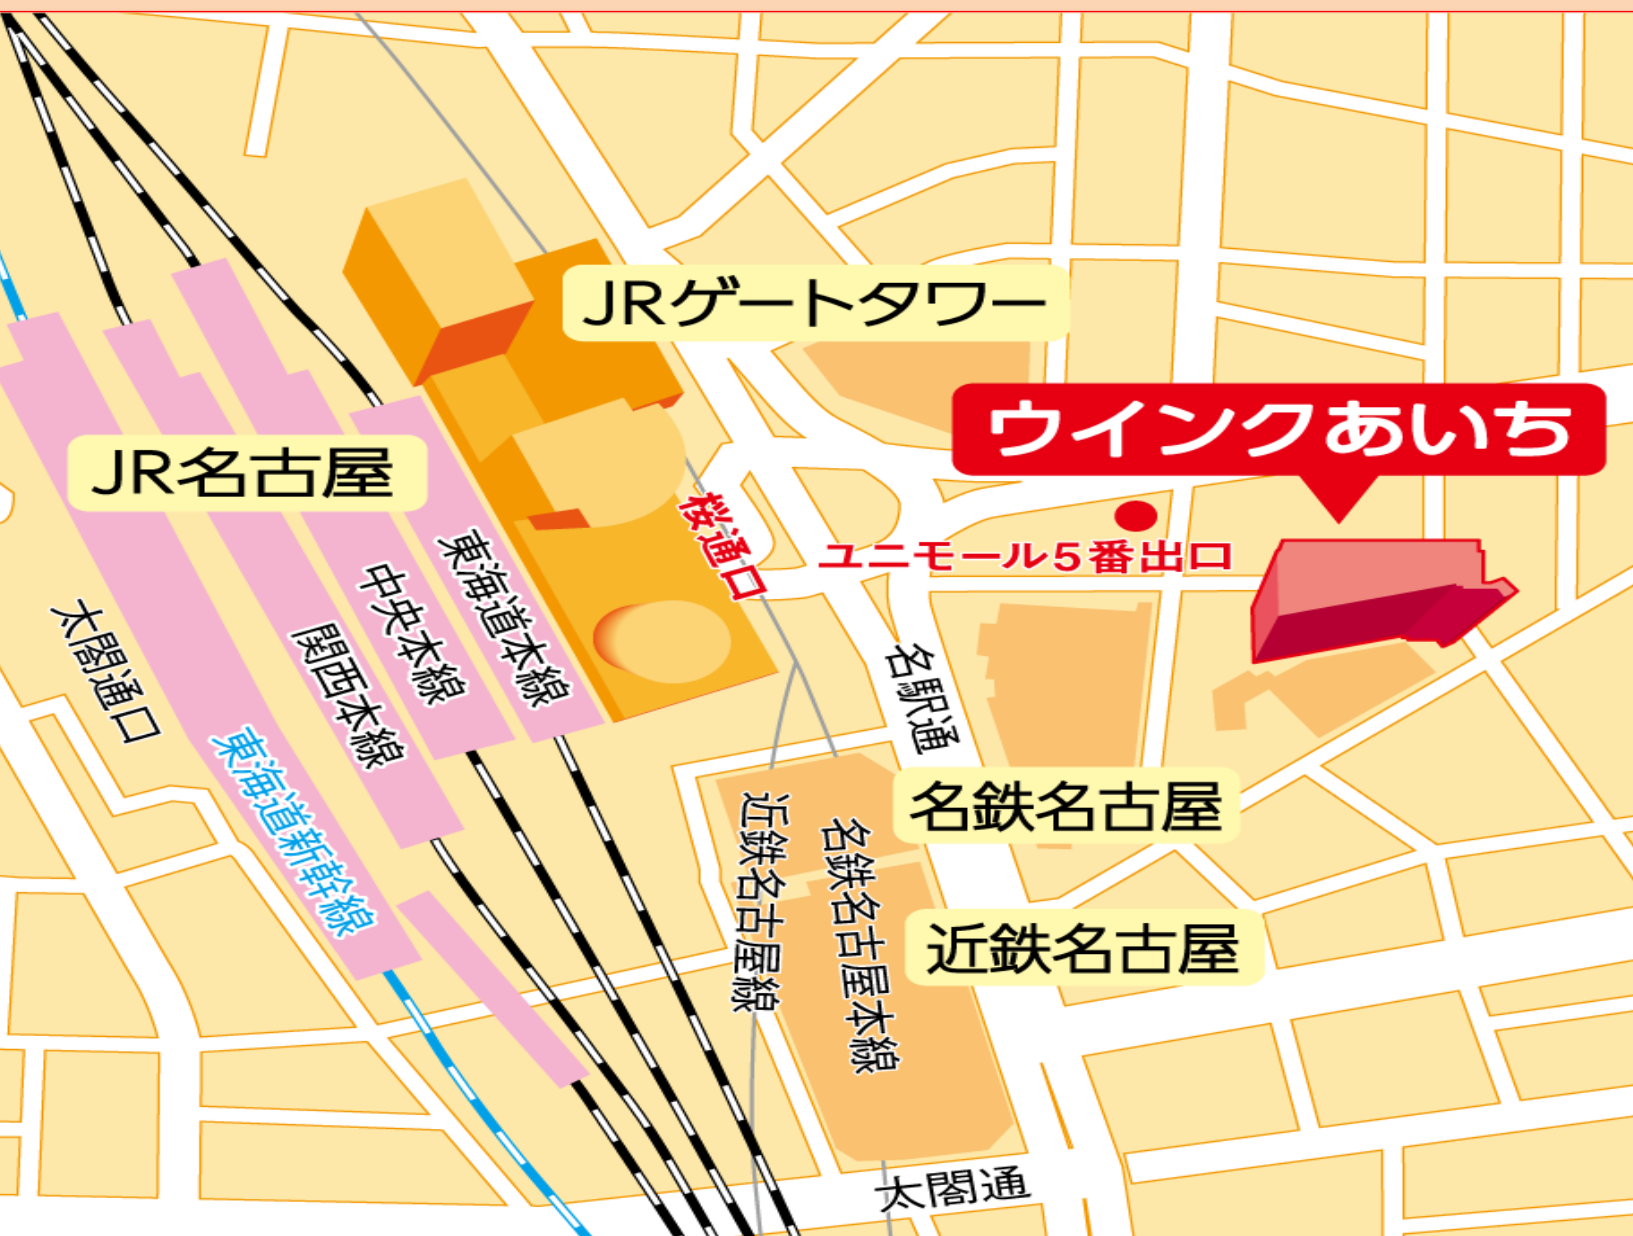 JRゲートタワー
ウインクあいち
JR名古屋
桜通口
ユニモール5番出口
東海道本線
中央本線
関西本線
太閤通口
東海道新幹線
名駅通
名鉄名古屋
近鉄名古屋線
名鉄名古屋本線
近鉄名古屋
太閤通